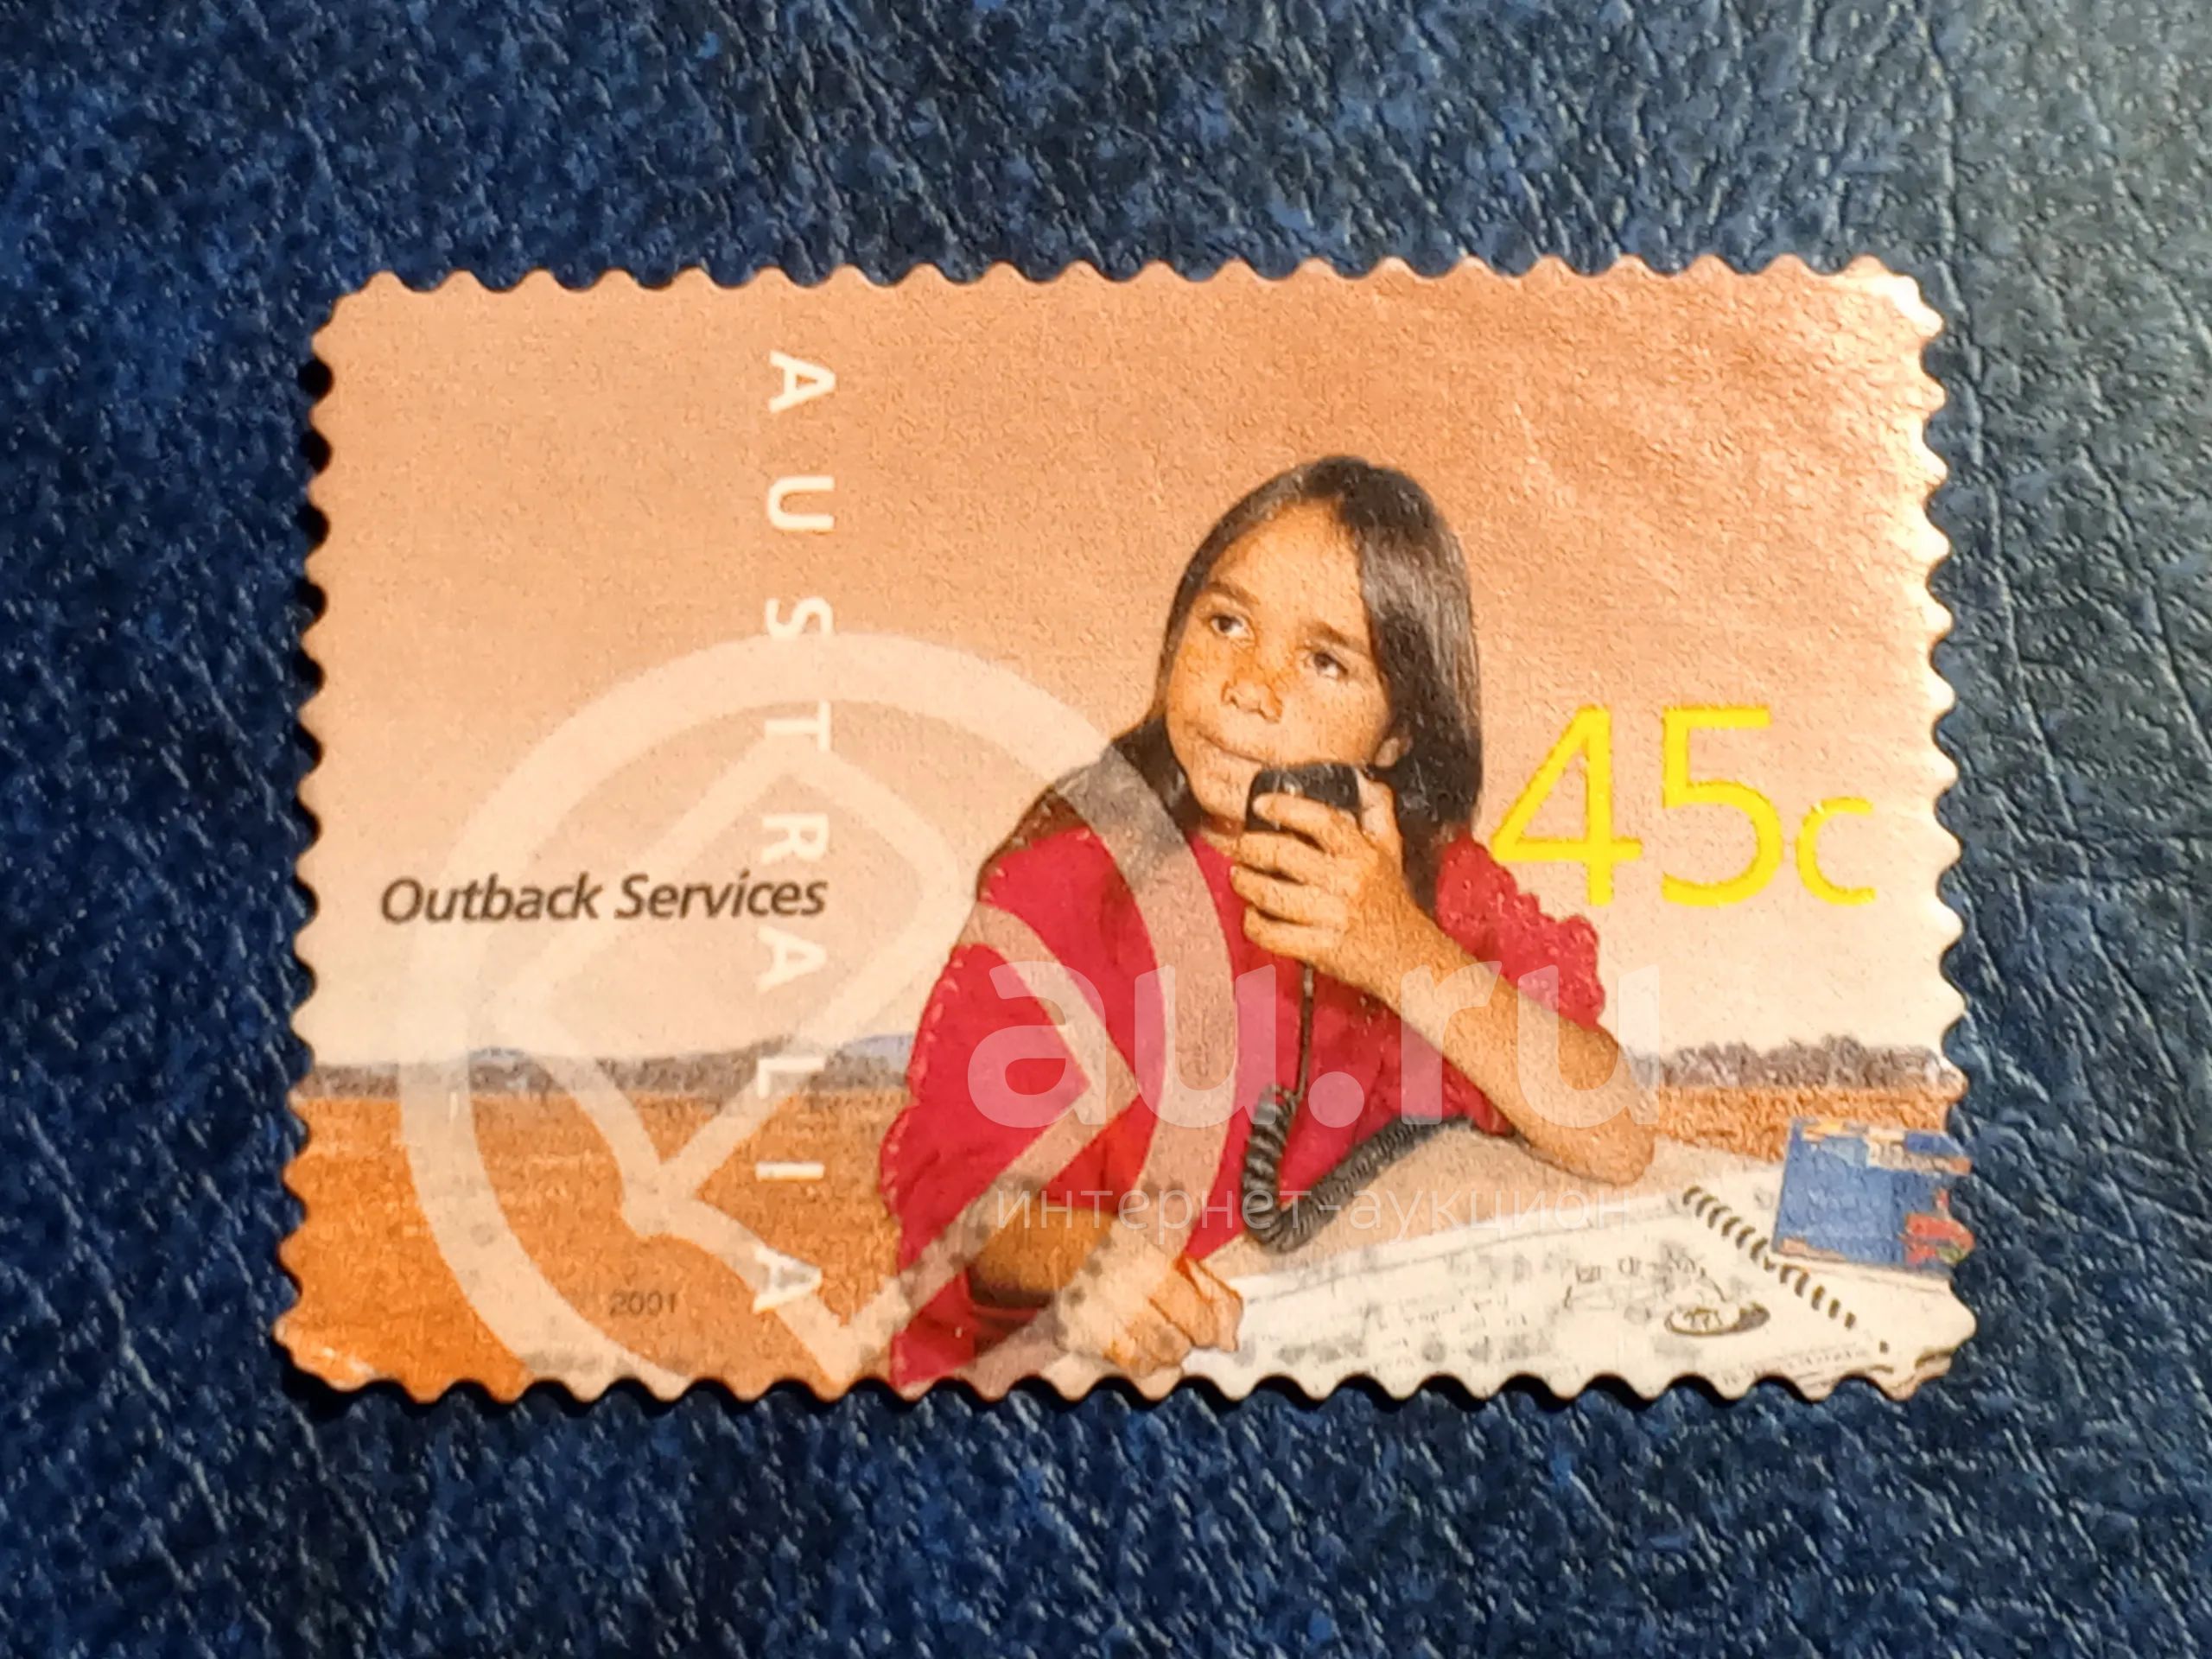 AUSTRALIA
45c
Outback Services
au.ru
интернет-аукцион
2001